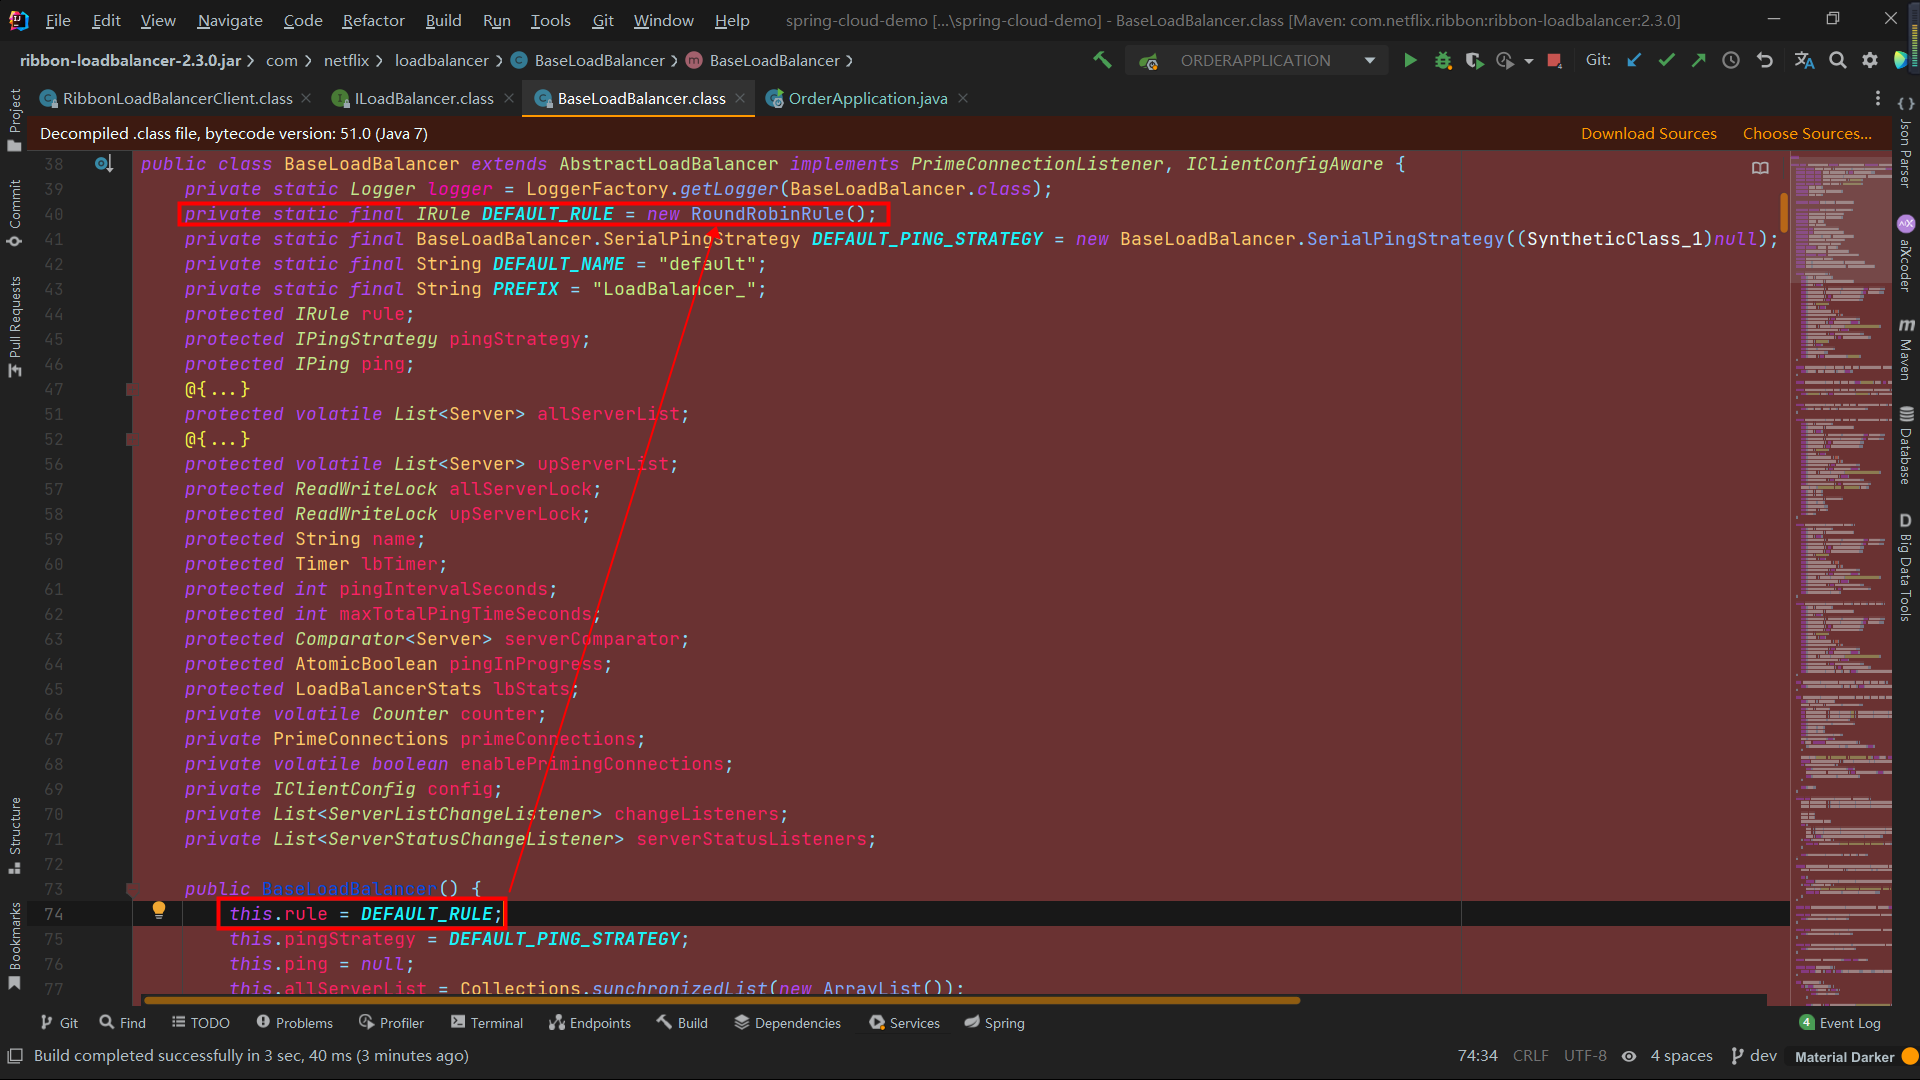 File Edit View Navigate Code Refactor Build Run Tools Git Window Help spring-cloud-demo [...\spring-cloud-demo] - BaseLoadBalancer.class [Maven: com.netflix.ribbon:ribbon-loadbalancer:2.3.0]
ribbon-loadbalancer-2.3.0.jar com netflix loadbalancer BaseLoadBalancer BaseLoadBalancer ORDERAPPLICATION Git:
RibbonLoadBalancerClient.class ILoadBalancer.class BaseLoadBalancer.class OrderApplication.java
Decompiled .class file, bytecode version: 51.0 (Java 7) Download Sources Choose Sources...
38 public class BaseLoadBalancer extends AbstractLoadBalancer implements PrimeConnectionListener, IClientConfigAware {
39 private static Logger logger = LoggerFactory.getLogger(BaseLoadBalancer.class);
40 private static final IRule DEFAULT_RULE = new RoundRobinRule();
41 private static final BaseLoadBalancer.SerialPingStrategy DEFAULT_PING_STRATEGY = new BaseLoadBalancer.SerialPingStrategy((SyntheticClass_1)null);
42 private static final String DEFAULT_NAME = "default";
43 private static final String PREFIX = "LoadBalancer_";
44 protected IRule rule;
45 protected IPingStrategy pingStrategy;
46 protected IPing ping;
47 @{...}
51 protected volatile List<Server> allServerList;
52 @{...}
56 protected volatile List<Server> upServerList;
57 protected ReadWriteLock allServerLock;
58 protected ReadWriteLock upServerLock;
59 protected String name;
60 protected Timer lbTimer;
61 protected int pingIntervalSeconds;
62 protected int maxTotalPingTimeSeconds;
63 protected Comparator<Server> serverComparator;
64 protected AtomicBoolean pingInProgress;
65 protected LoadBalancerStats lbStats;
66 private volatile Counter counter;
67 private PrimeConnections primeConnections;
68 private volatile boolean enablePrimingConnections;
69 private IClientConfig config;
70 private List<ServerListChangeListener> changeListeners;
71 private List<ServerStatusChangeListener> serverStatusListeners;
72
73 public BaseLoadBalancer() {
74 this.rule = DEFAULT_RULE;
75 this.pingStrategy = DEFAULT_PING_STRATEGY;
76 this.ping = null;
77 this.allServerList = Collections.synchronizedList(new ArrayList());
Project
Commit
Pull Requests
Structure
Bookmarks
Json Parser
aiXcoder
Maven
Database
Big Data Tools
Git Find TODO Problems Profiler Terminal Endpoints Build Dependencies Services Spring 4 Event Log
Build completed successfully in 3 sec, 40 ms (3 minutes ago) 74:34 CRLF UTF-8 4 spaces dev Material Darker